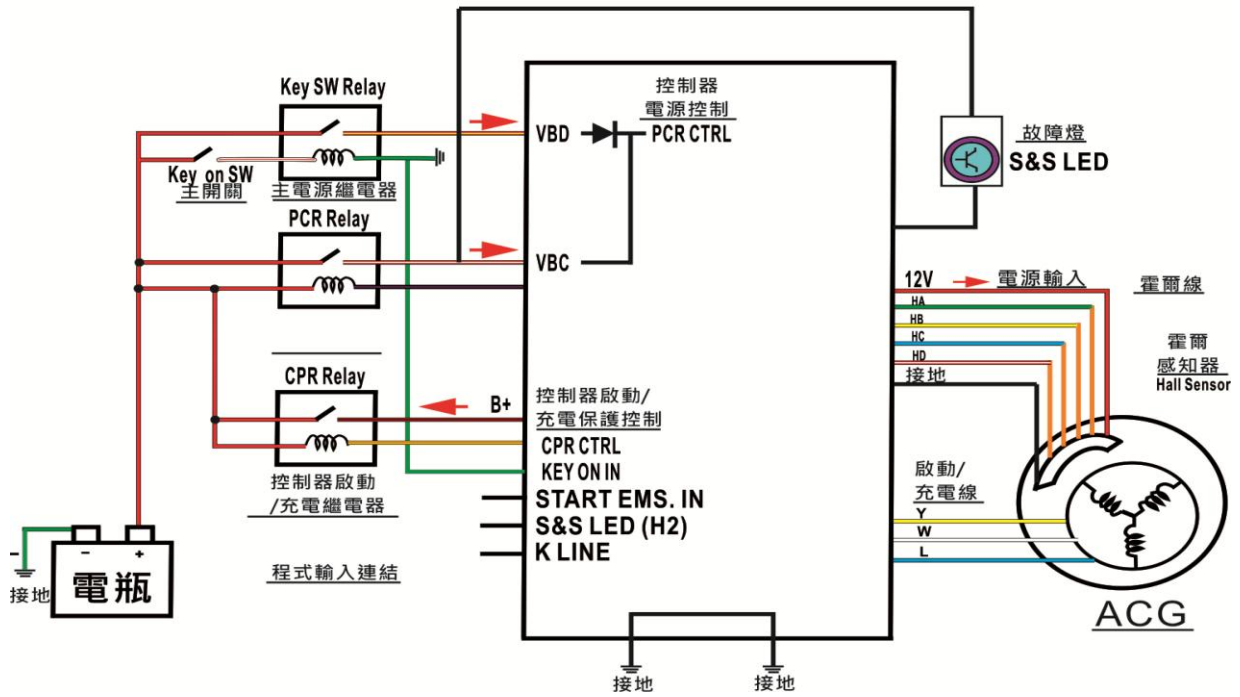 Key SW Relay
Key on SW
主開關
主電源繼電器
PCR Relay
CPR Relay
控制器啟動
/充電繼電器
程式輸入連結
- +
電瓶
-
接地
VBD
控制器
電源控制
PCR CTRL
VBC
B+
控制器啟動/
充電保護控制
CPR CTRL
KEY ON IN
START EMS. IN
S&S LED (H2)
K LINE
接地
接地
故障燈
S&S LED
12V
電源輸入
霍爾線
HA
HB
HC
HD
接地
霍爾
感知器
Hall Sensor
啟動/
充電線
Y
W
L
ACG